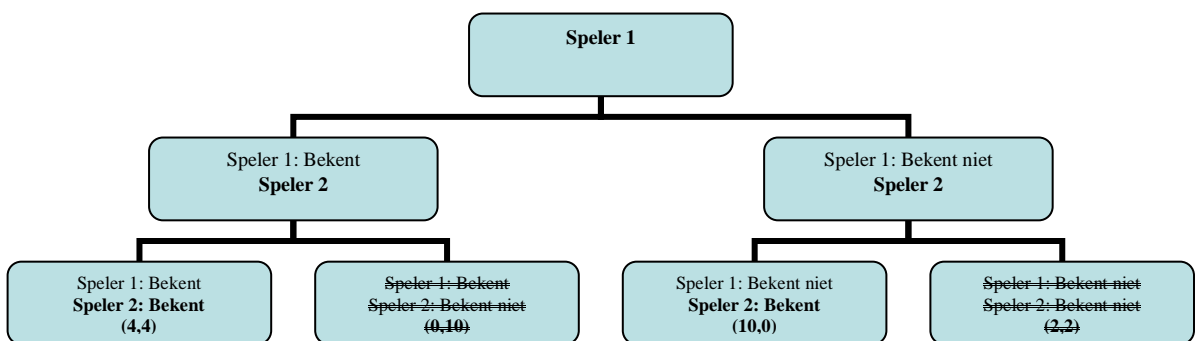 Speler 1
Speler 1: Bekent
Speler 2
Speler 1: Bekent niet
Speler 2
Speler 1: Bekent
Speler 2: Bekent
(4,4)
Speler 1: Bekent
Speler 2: Bekent niet
(0,10)
Speler 1: Bekent niet
Speler 2: Bekent
(10,0)
Speler 1: Bekent niet
Speler 2: Bekent niet
(2,2)